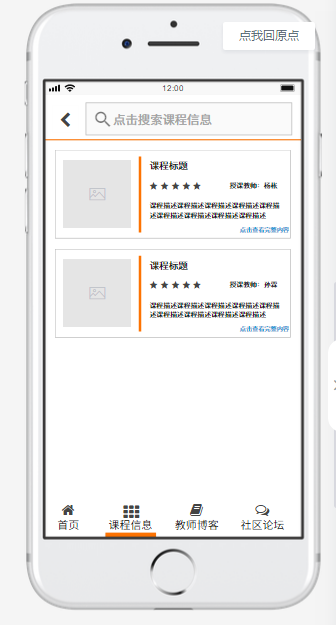 点我回原点
12:00
点击搜索课程信息
课程标题
授课教师：杨枨
课程描述课程描述课程描述课程描述课程描
述课程描述课程描述课程描述课程描述
点击查看完整内容
课程标题
授课教师：孙霖
课程描述课程描述课程描述课程描述课程描
述课程描述课程描述课程描述课程描述
点击查看完整内容
首页
课程信息
教师博客
社区论坛